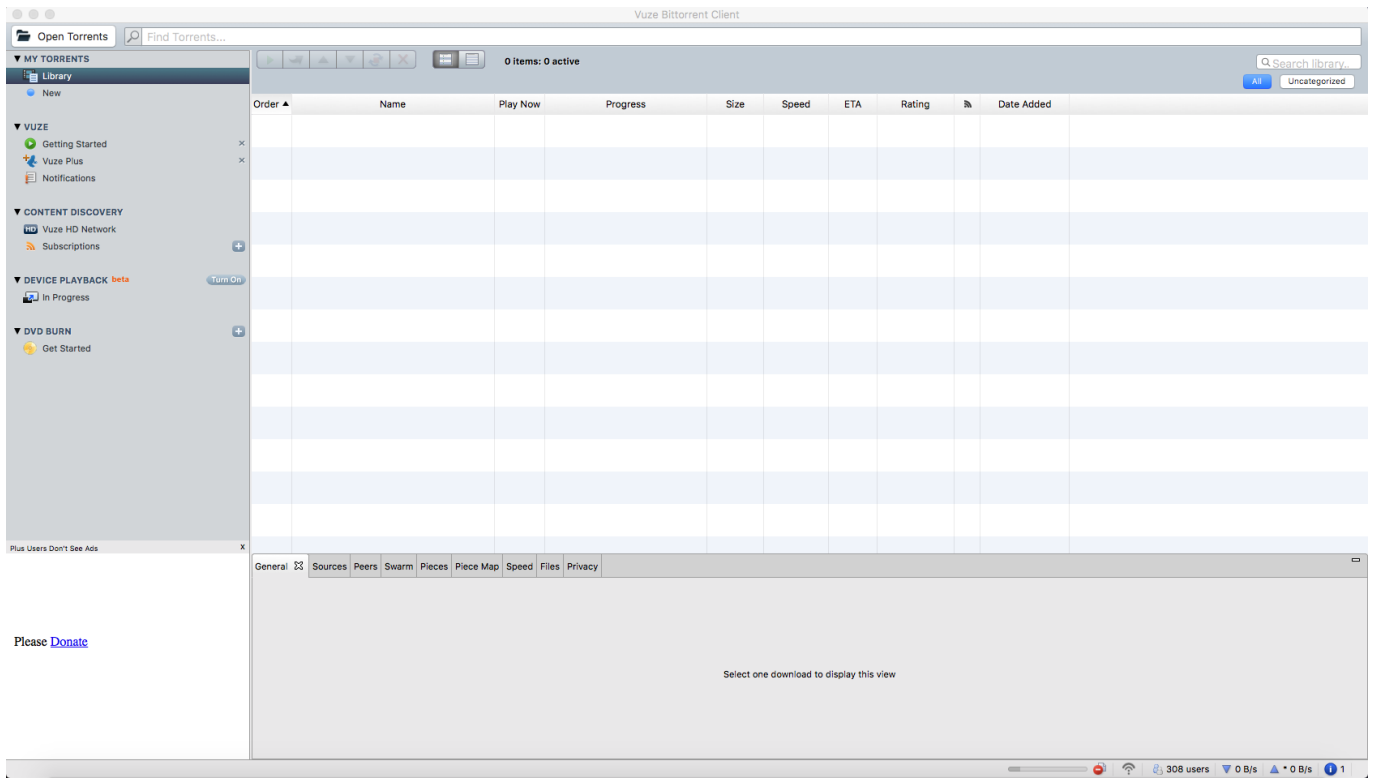 Vuze Bittorrent Client
Open Torrents
Find Torrents...
MY TORRENTS
Library
New
VUZE
Getting Started
Vuze Plus
Notifications
CONTENT DISCOVERY
HD Vuze HD Network
Subscriptions
DEVICE PLAYBACK beta Turn On
In Progress
DVD BURN
Get Started
Plus Users Don't See Ads X
Please Donate
0 items: 0 active
Search library..
All Uncategorized
Order Name Play Now Progress Size Speed ETA Rating Date Added
General Sources Peers Swarm Pieces Piece Map Speed Files Privacy
Select one download to display this view
308 users 0 B/s * 0 B/s 1